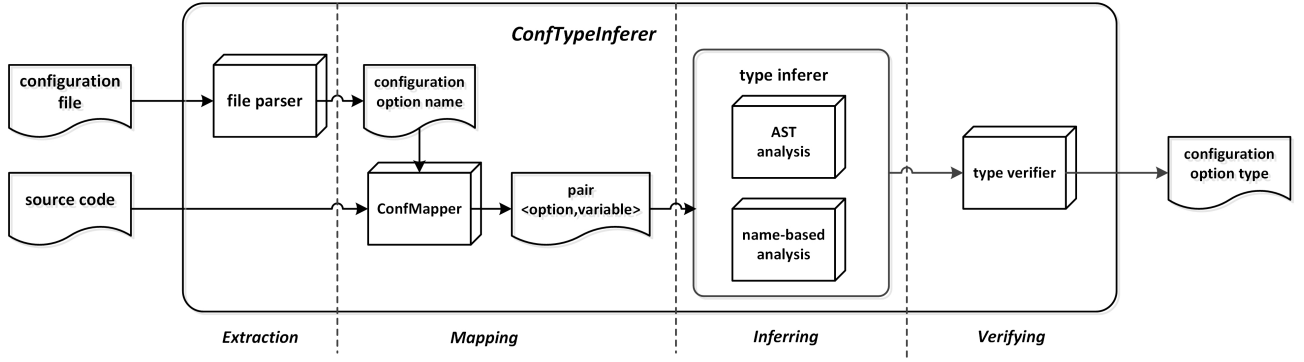 ConfTypeInferer
configuration
file
file parser
configuration
option name
type inferer
AST
analysis
configuration
option type
type verifier
source code
ConfMapper
pair
<option,variable>
name-based
analysis
Extraction
Mapping
Inferring
Verifying